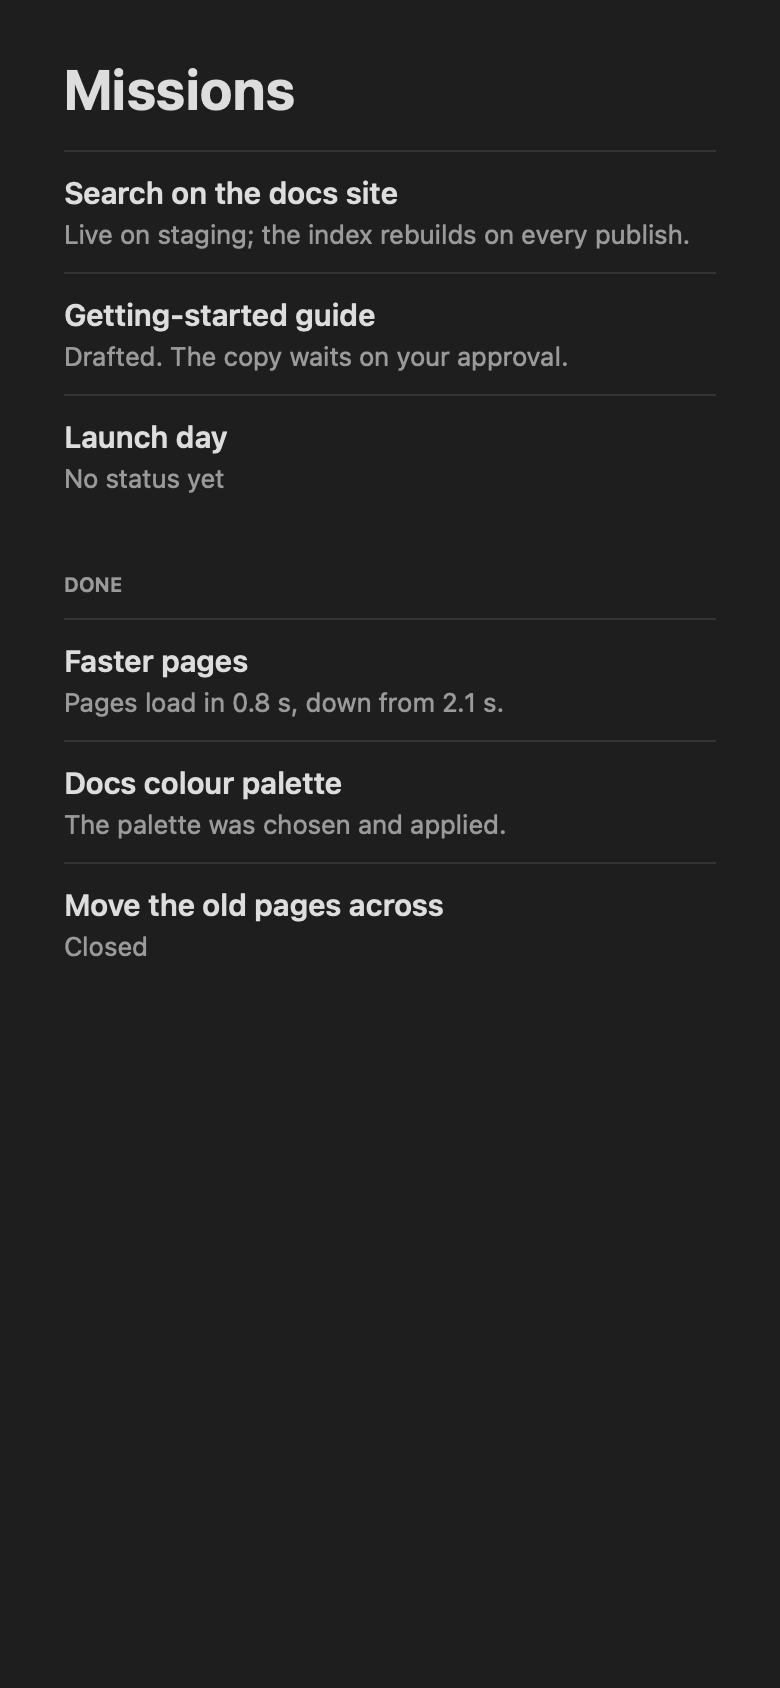 Missions
Search on the docs site
Live on staging; the index rebuilds on every publish.
Getting-started guide
Drafted. The copy waits on your approval.
Launch day
No status yet
DONE
Faster pages
Pages load in 0.8 s, down from 2.1 s.
Docs colour palette
The palette was chosen and applied.
Move the old pages across
Closed